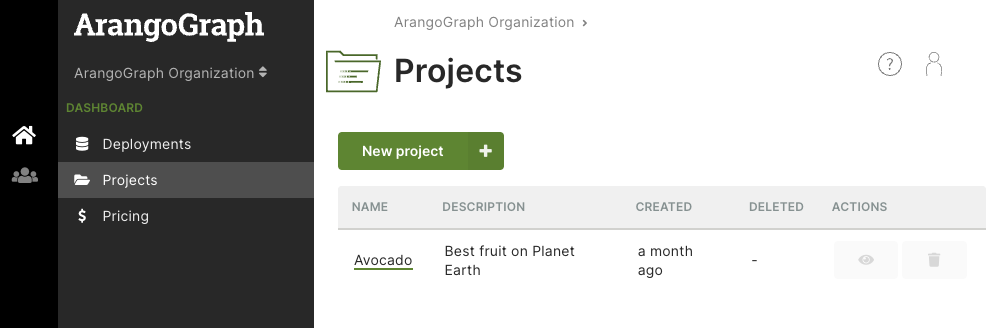 ArangoGraph
ArangoGraph Organization
DASHBOARD
Deployments
Projects
$ Pricing
ArangoGraph Organization ›
Projects
?
New project +
NAME DESCRIPTION CREATED DELETED ACTIONS
Avocado Best fruit on Planet a month -
Earth ago